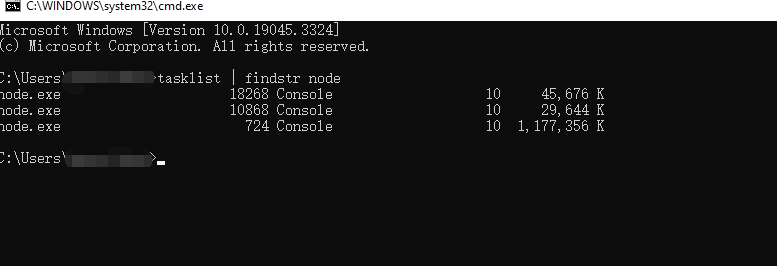 C:\WINDOWS\system32\cmd.exe
Microsoft Windows [Version 10.0.19045.3324]
(c) Microsoft Corporation. All rights reserved.
C:\Users\ >tasklist | findstr node
node.exe 18268 Console 10 45,676 K
node.exe 10868 Console 10 29,644 K
node.exe 724 Console 10 1,177,356 K
C:\Users\ >